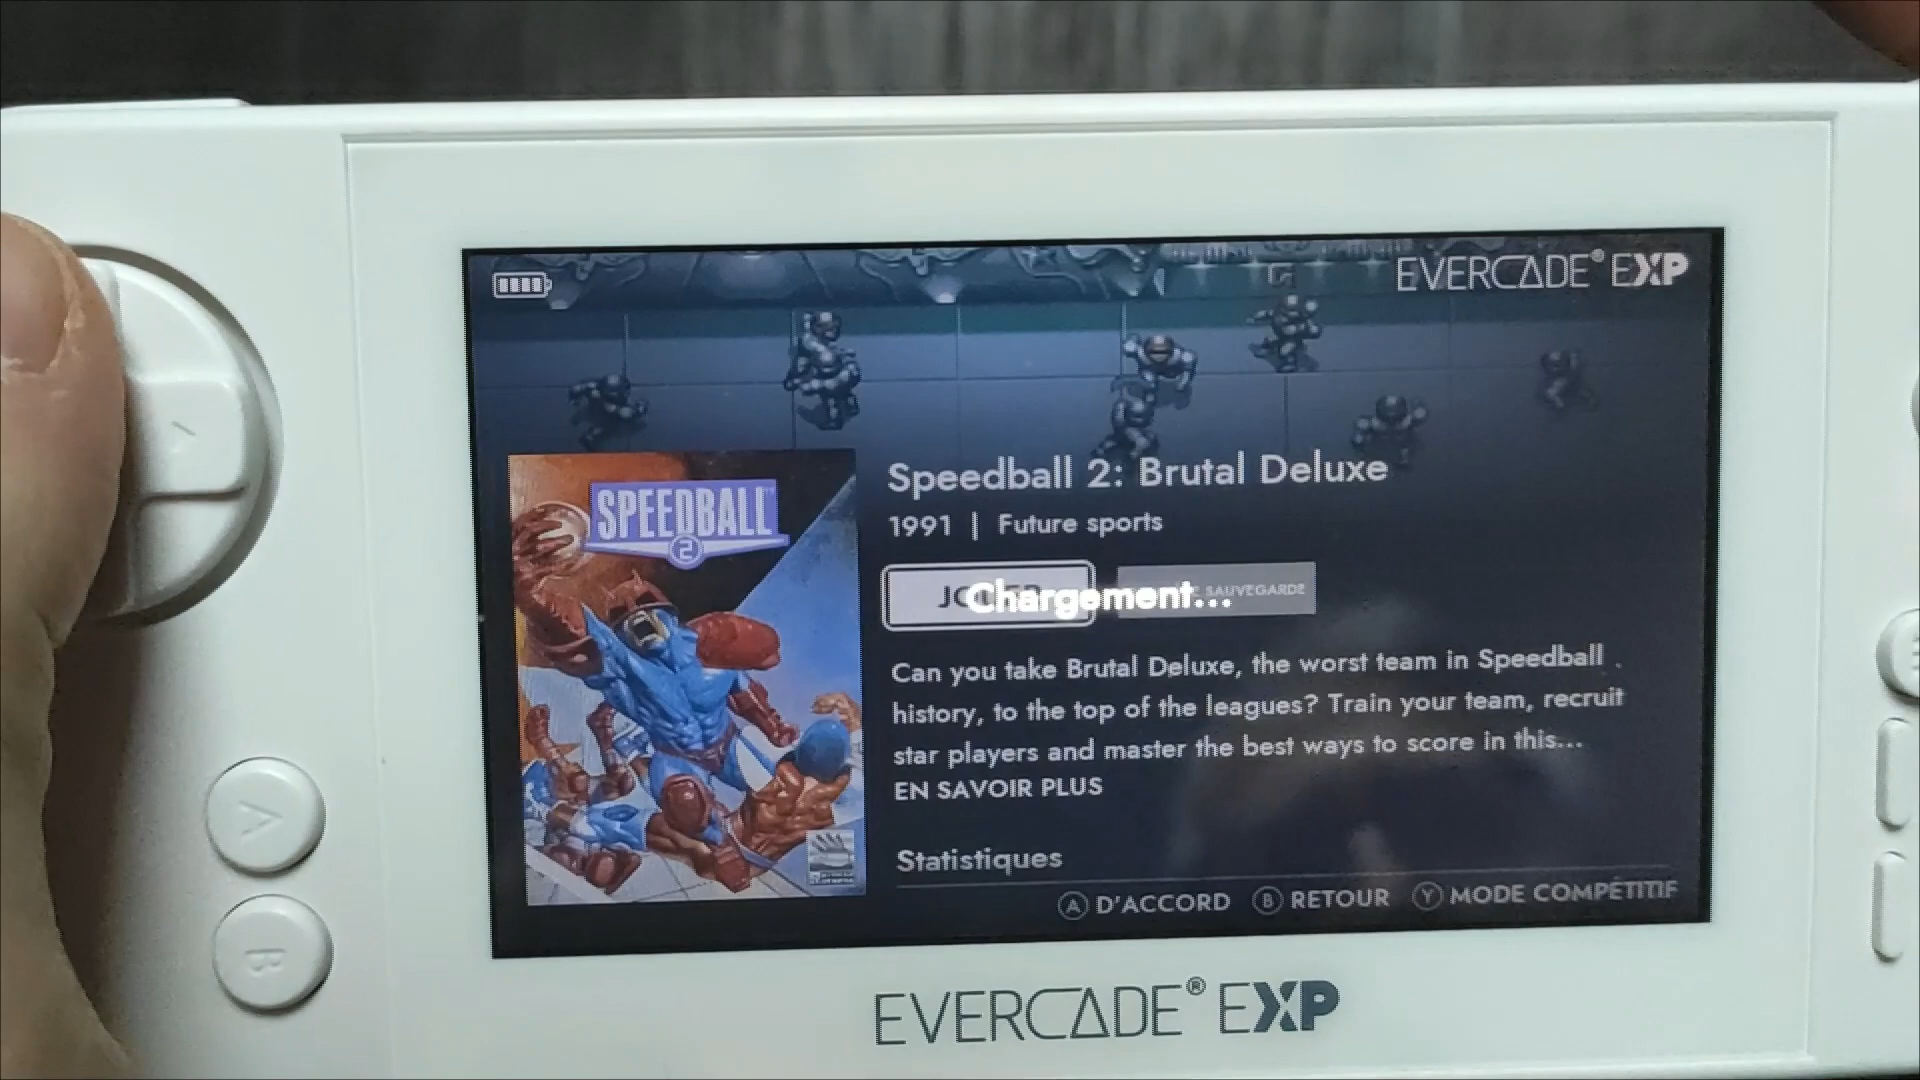 EVERCADE® EXP
SPEEDBALL
2
Speedball 2: Brutal Deluxe
1991 | Future sports
Chargement...
SAUVEGARDE
Can you take Brutal Deluxe, the worst team in Speedball
history, to the top of the leagues? Train your team, recruit
star players and master the best ways to score in this...
EN SAVOIR PLUS
Statistiques
A D'ACCORD B RETOUR Y MODE COMPÉTITIF
A
B
EVERCADE® EXP